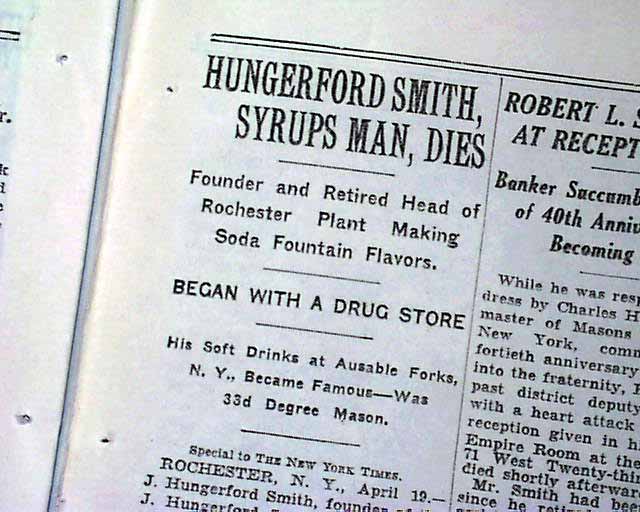 r.
HUNGERFORD SMITH,
SYRUPS MAN, DIES
Founder and Retired Head of
Rochester Plant Making
Soda Fountain Flavors.
BEGAN WITH A DRUG STORE
His Soft Drinks at Ausable Forks,
N. Y., Became Famous—Was
33d Degree Mason.
Special to THE NEW YORK TIMES.
ROCHESTER, N. Y., April 19.—
J. Hungerford Smith, founder of
J. Hungerford
ROBERT L. S
AT RECEPT
Banker Succumb
of 40th Anniv
Becoming
While he was resp
dress by Charles H
master of Masons
New York, comm
fortieth anniversary
into the fraternity,
past district deputy
with a heart attack
reception given in h
Empire Room at the
71 West Twenty-thir
died shortly afterwar
Mr. Smith had bee
since he retir